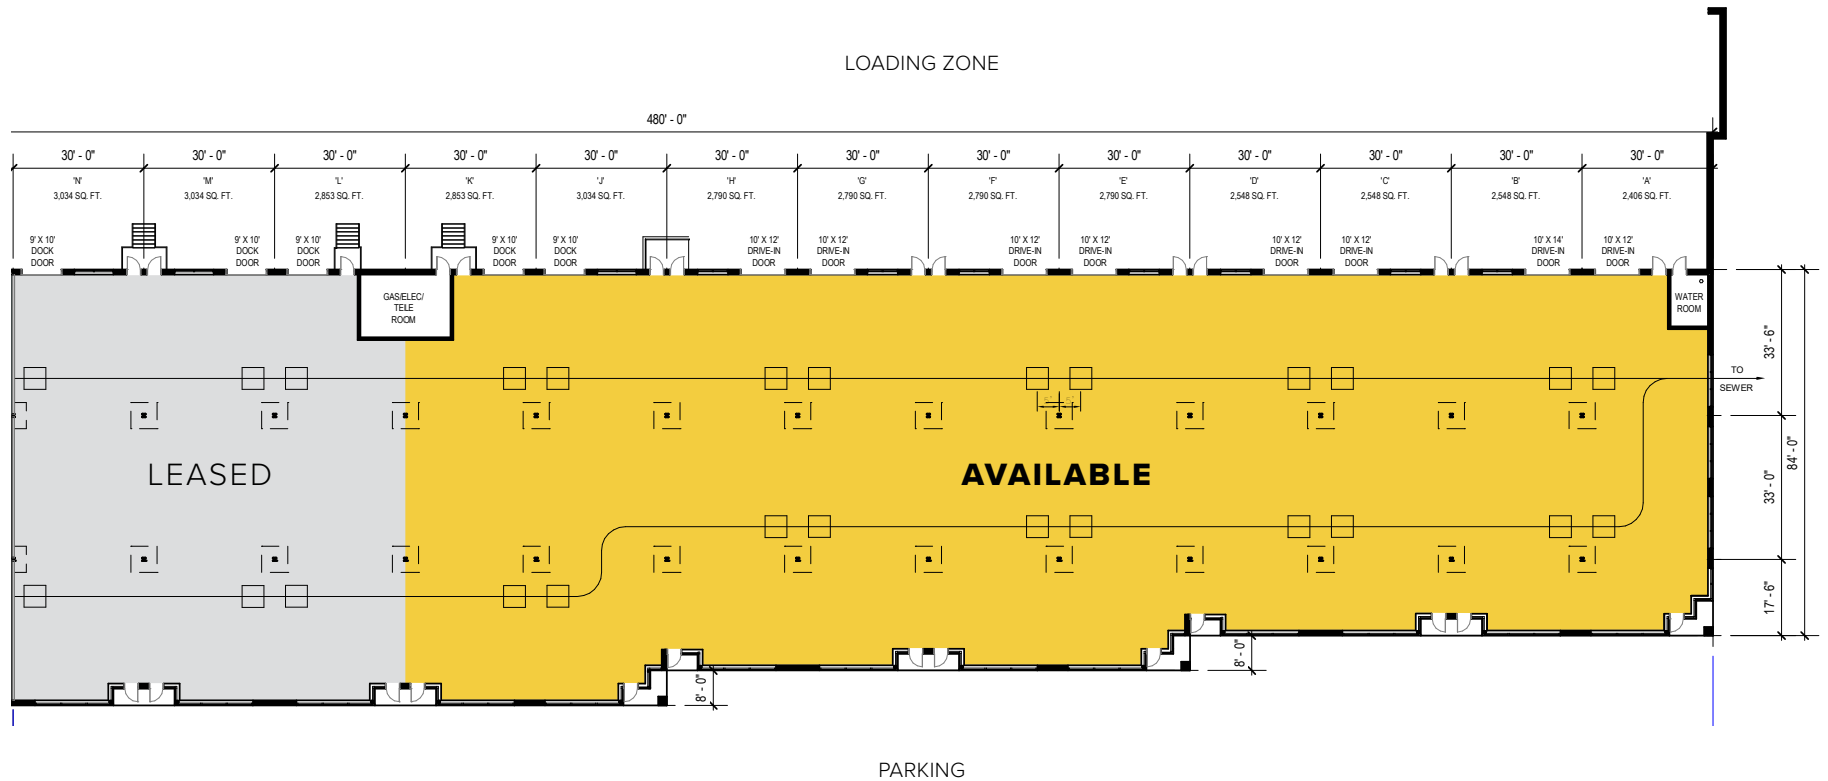 LOADING ZONE
480' - 0"
30' - 0" 30' - 0" 30' - 0" 30' - 0" 30' - 0" 30' - 0" 30' - 0" 30' - 0" 30' - 0" 30' - 0" 30' - 0" 30' - 0" 30' - 0"
'N' 'M' 'L' 'K' 'J' 'H' 'G' 'F' 'E' 'D' 'C' 'B' 'A'
3,034 SQ. FT. 3,034 SQ. FT. 2,853 SQ. FT. 2,853 SQ. FT. 3,034 SQ. FT. 2,790 SQ. FT. 2,790 SQ. FT. 2,790 SQ. FT. 2,790 SQ. FT. 2,548 SQ. FT. 2,548 SQ. FT. 2,548 SQ. FT. 2,406 SQ. FT.
9' X 10' 9' X 10' 9' X 10' 9' X 10' 9' X 10' 10' X 12' 10' X 12' 10' X 12' 10' X 12' 10' X 12' 10' X 12' 10' X 14' 10' X 12'
DOCK DOCK DOCK DOCK DOCK DRIVE-IN DRIVE-IN DRIVE-IN DRIVE-IN DRIVE-IN DRIVE-IN DRIVE-IN DRIVE-IN
DOOR DOOR DOOR DOOR DOOR DOOR DOOR DOOR DOOR DOOR DOOR DOOR DOOR
GAS/ELEC/
TELE
ROOM
WATER
ROOM
33' - 6"
TO
SEWER
84' - 0"
LEASED
AVAILABLE
33' - 0"
17' - 6"
8' - 0"
8' - 0"
PARKING